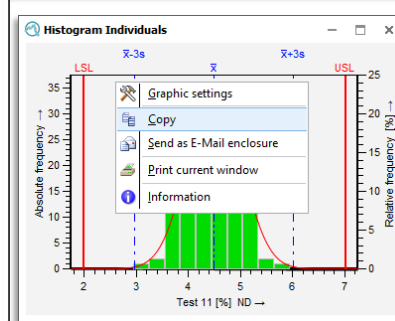 Histogram Individuals
x̅-3s x̅ x̅+3s
LSL USL
Graphic settings
Copy
Send as E-Mail enclosure
Print current window
Information
Absolute frequency →
35
30
25
20
15
10
5
0
Relative frequency [%] →
25
20
15
10
5
0
2 3 4 5 6 7
Test 11 [%] ND →